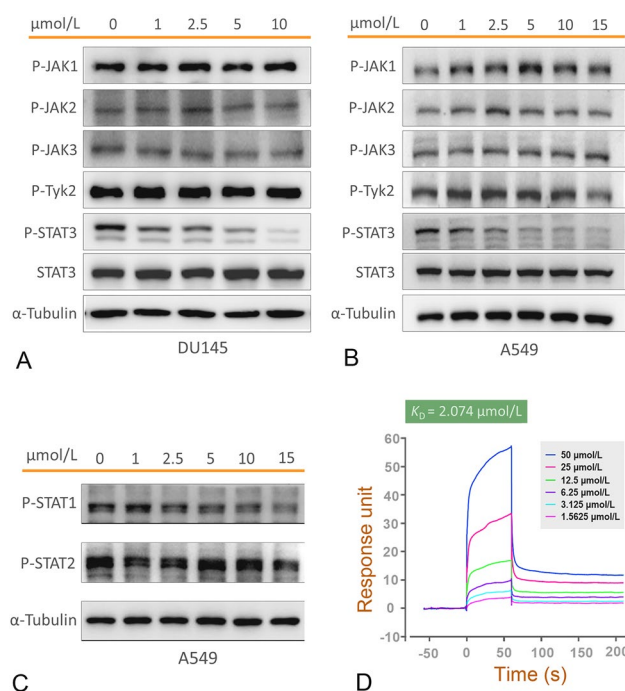 μmol/L 0 1 2.5 5 10
P-JAK1
P-JAK2
P-JAK3
P-Tyk2
P-STAT3
STAT3
α-Tubulin
A DU145
μmol/L 0 1 2.5 5 10 15
P-JAK1
P-JAK2
P-JAK3
P-Tyk2
P-STAT3
STAT3
α-Tubulin
B A549
μmol/L
0 1 2.5 5 10 15
P-STAT1
P-STAT2
α-Tubulin
C A549
KD = 2.074 μmol/L
60
50
40
30
20
10
0
-10
Response unit
50 μmol/L
25 μmol/L
12.5 μmol/L
6.25 μmol/L
3.125 μmol/L
1.5625 μmol/L
-50 0 50 100 150 200
Time (s)
D